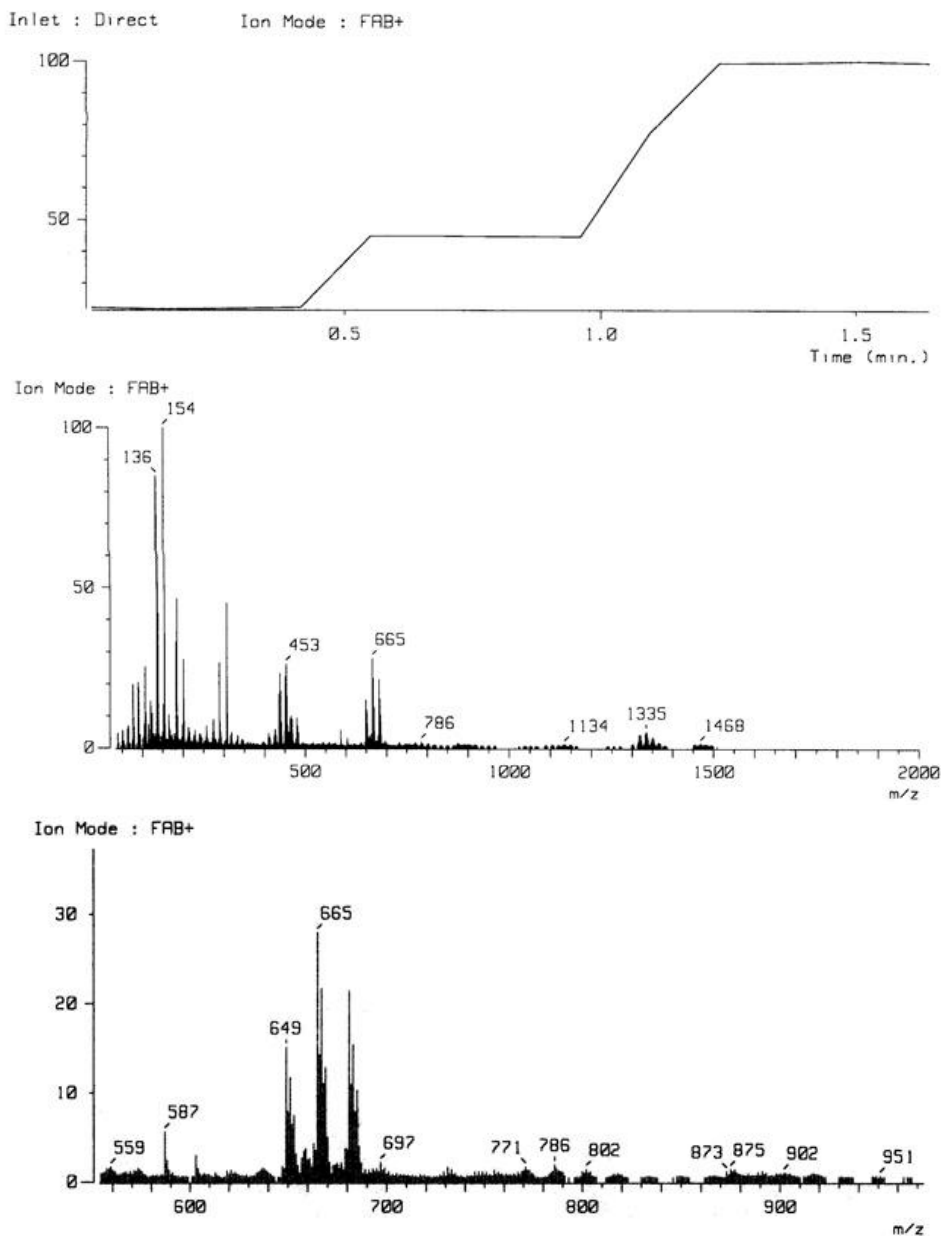 Inlet : Direct Ion Mode : FAB+
100
50
0.5 1.0 1.5
Time (min.)
Ion Mode : FAB+
154
100
136
50
453 665
786 1134 1335 1468
0
500 1000 1500 2000
m/z
Ion Mode : FAB+
30 665
20
649
10
587
559 697 771 786 802 873 875 902 951
0
600 700 800 900
m/z